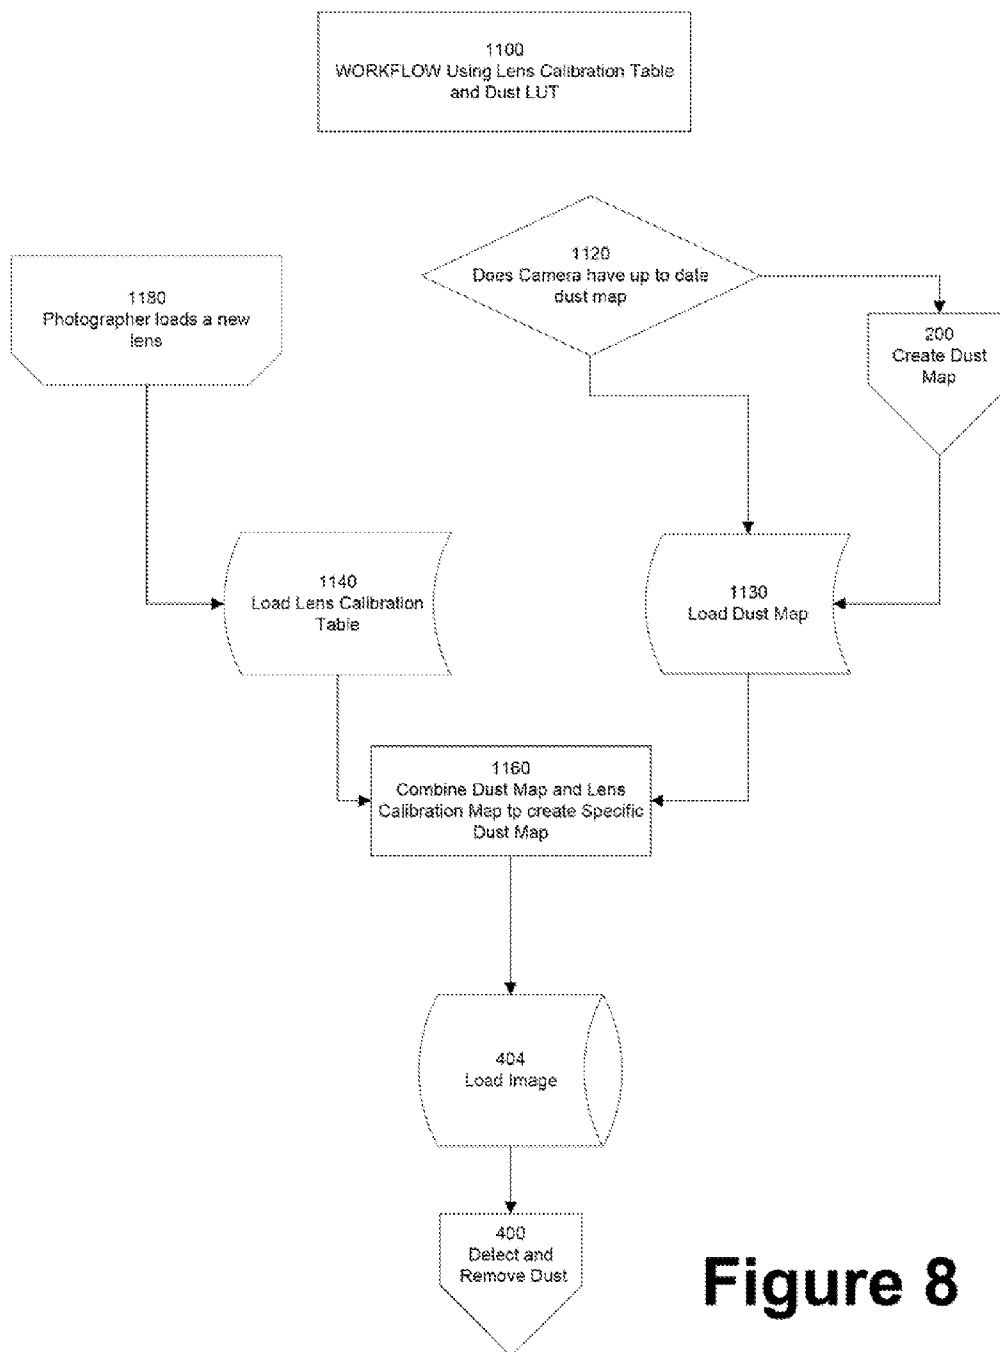 1100
WORKFLOW Using Lens Calibration Table
and Dust LUT
1120
Does Camera have up to date
dust map
1180
Photographer loads a new
lens
200
Create Dust
Map
1140
Load Lens Calibration
Table
1130
Load Dust Map
1160
Combine Dust Map and Lens
Calibration Map tp create Specific
Dust Map
404
Load Image
400
Detect and
Remove Dust
Figure 8